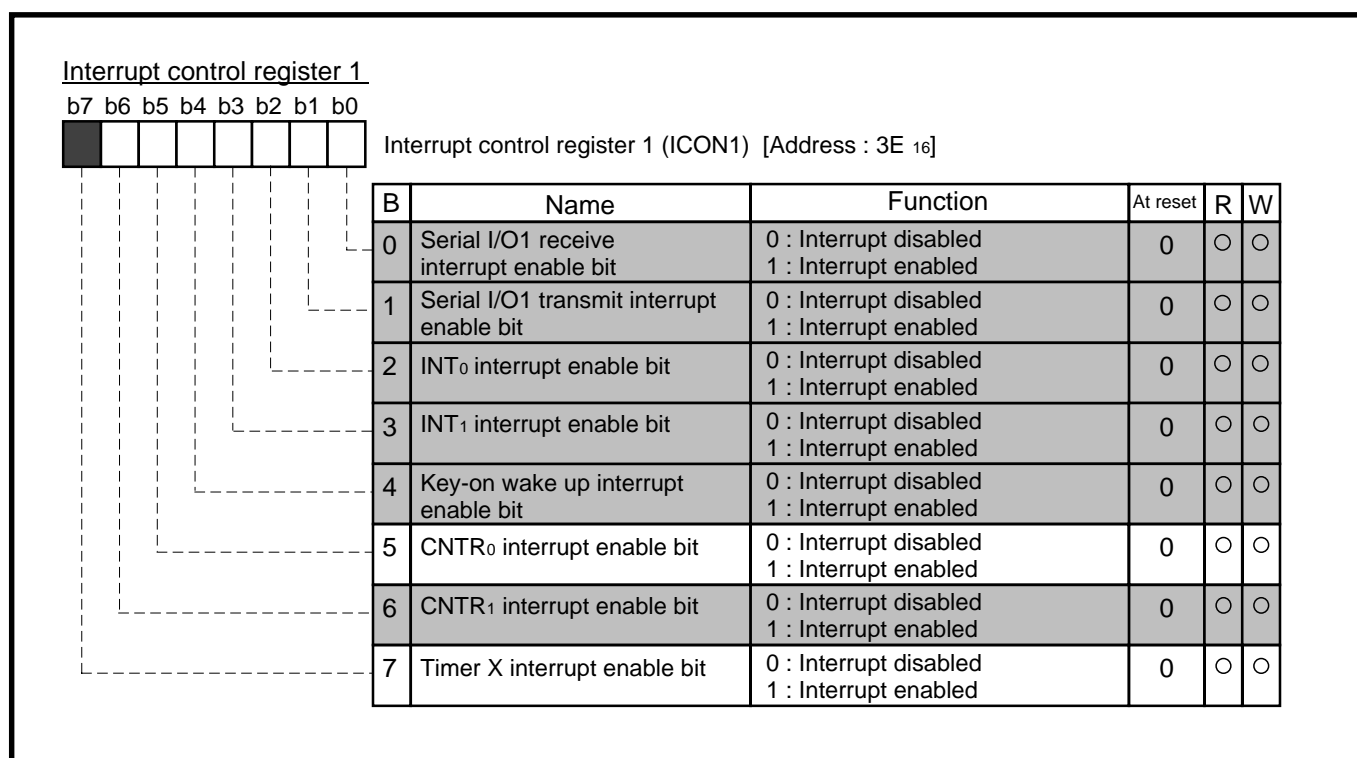 Interrupt control register 1
b7 b6 b5 b4 b3 b2 b1 b0
Interrupt control register 1 (ICON1) [Address : 3E 16]
B Name Function At reset R W
0 Serial I/O1 receive interrupt enable bit 0 : Interrupt disabled
1 : Interrupt enabled 0 ○ ○
1 Serial I/O1 transmit interrupt enable bit 0 : Interrupt disabled
1 : Interrupt enabled 0 ○ ○
2 INT0 interrupt enable bit 0 : Interrupt disabled
1 : Interrupt enabled 0 ○ ○
3 INT1 interrupt enable bit 0 : Interrupt disabled
1 : Interrupt enabled 0 ○ ○
4 Key-on wake up interrupt enable bit 0 : Interrupt disabled
1 : Interrupt enabled 0 ○ ○
5 CNTR0 interrupt enable bit 0 : Interrupt disabled
1 : Interrupt enabled 0 ○ ○
6 CNTR1 interrupt enable bit 0 : Interrupt disabled
1 : Interrupt enabled 0 ○ ○
7 Timer X interrupt enable bit 0 : Interrupt disabled
1 : Interrupt enabled 0 ○ ○